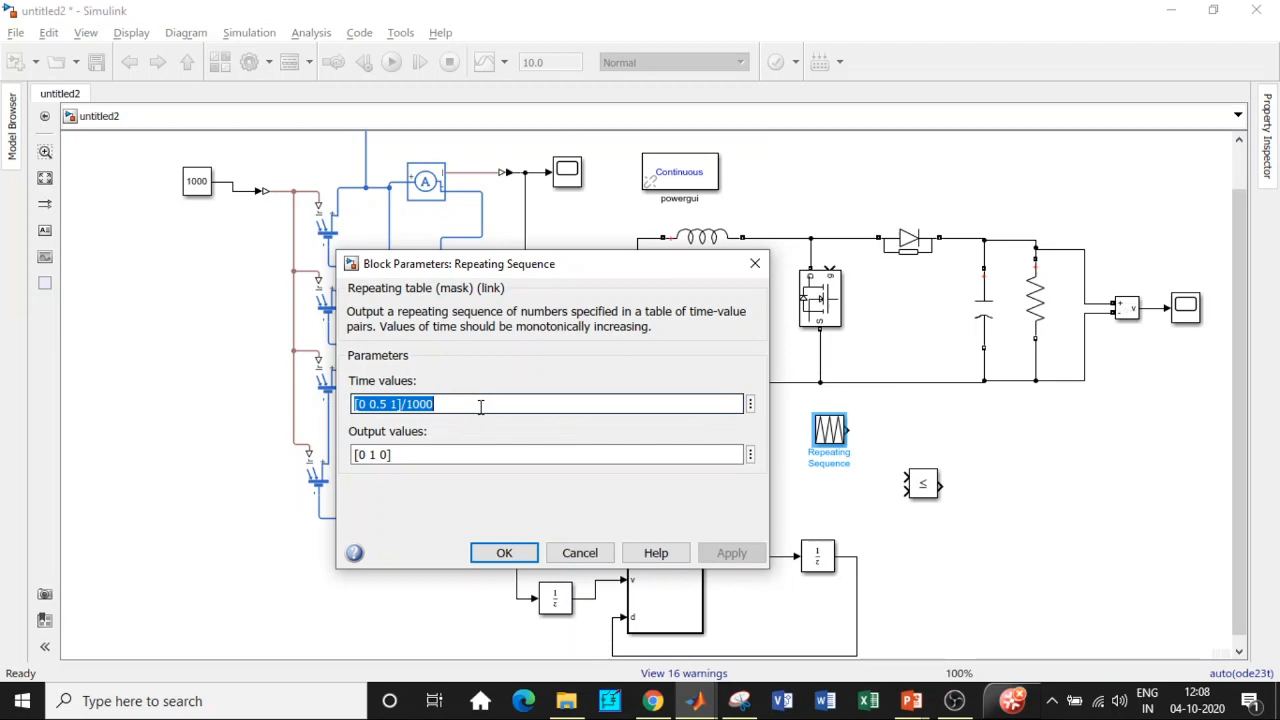 untitled2 * - Simulink
File Edit View Display Diagram Simulation Analysis Code Tools Help
10.0
Normal
untitled2
untitled2
Model Browser
Property Inspector
1000
A
Continuous
powergui
Block Parameters: Repeating Sequence
Repeating table (mask) (link)
Output a repeating sequence of numbers specified in a table of time-value
pairs. Values of time should be monotonically increasing.
Parameters
Time values:
[0 0.5 1]/1000
Output values:
[0 1 0]
OK Cancel Help Apply
g
S
+
-
v
Repeating
Sequence
≤
1
z
1
z
v
d
Ready
View 16 warnings
100%
auto(ode23t)
Type here to search
ENG
IN
12:08
04-10-2020